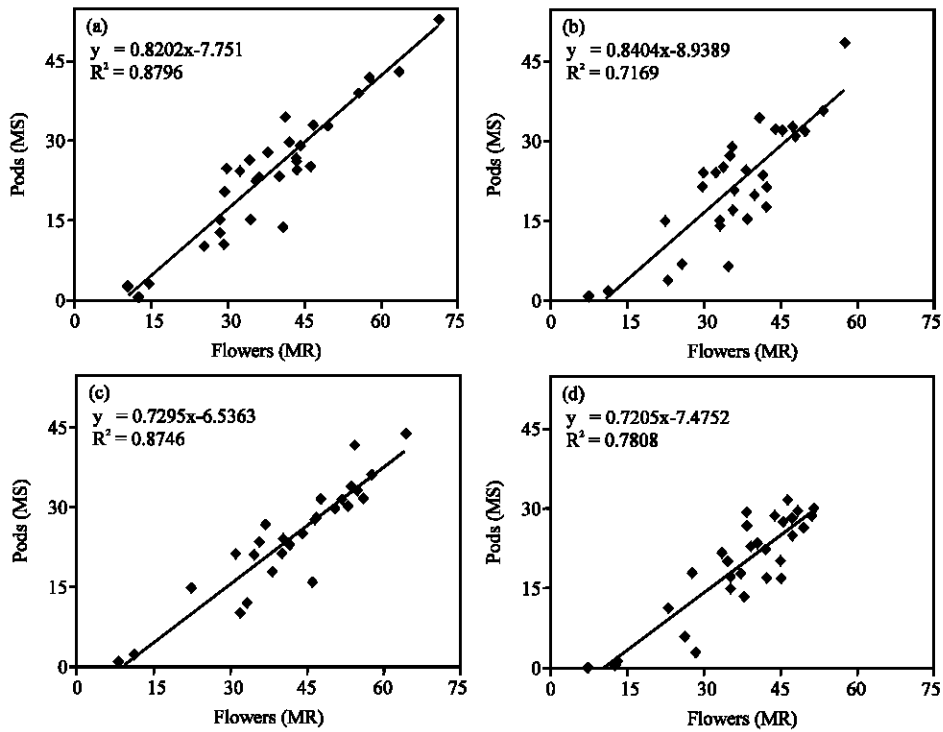 (a)
y = 0.8202x-7.751
R² = 0.8796
45
30
15
0
Pods (MS)
0 15 30 45 60 75
Flowers (MR)
(b)
y = 0.8404x-8.9389
R² = 0.7169
45
30
15
0
Pods (MS)
0 15 30 45 60 75
Flowers (MR)
(c)
y = 0.7295x-6.5363
R² = 0.8746
45
30
15
0
Pods (MS)
0 15 30 45 60 75
Flowers (MR)
(d)
y = 0.7205x-7.4752
R² = 0.7808
45
30
15
0
Pods (MS)
0 15 30 45 60 75
Flowers (MR)